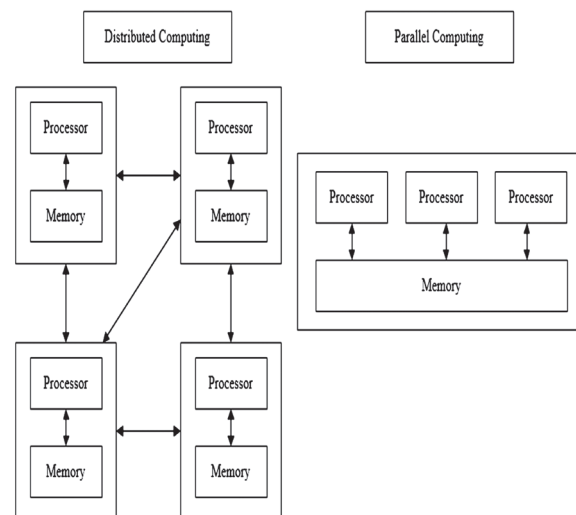 Distributed Computing
Parallel Computing
Processor
Memory
Processor
Memory
Processor
Memory
Processor
Memory
Processor
Processor
Processor
Memory